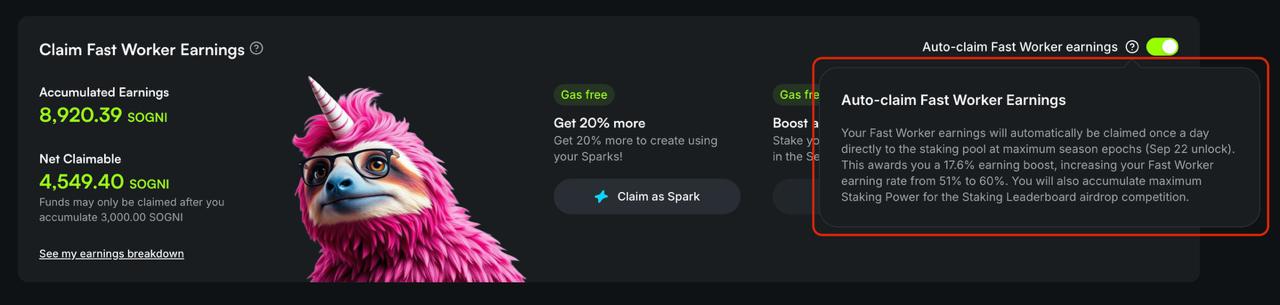 Claim Fast Worker Earnings ?
Auto-claim Fast Worker earnings ?
Accumulated Earnings
8,920.39 SOGNI
Net Claimable
4,549.40 SOGNI
Funds may only be claimed after you
accumulate 3,000.00 SOGNI
See my earnings breakdown
Gas free
Get 20% more
Get 20% more to create using
your Sparks!
Claim as Spark
Gas
Boost
Stake
in the
Auto-claim Fast Worker Earnings
Your Fast Worker earnings will automatically be claimed once a day
directly to the staking pool at maximum season epochs (Sep 22 unlock).
This awards you a 17.6% earning boost, increasing your Fast Worker
earning rate from 51% to 60%. You will also accumulate maximum
Staking Power for the Staking Leaderboard airdrop competition.